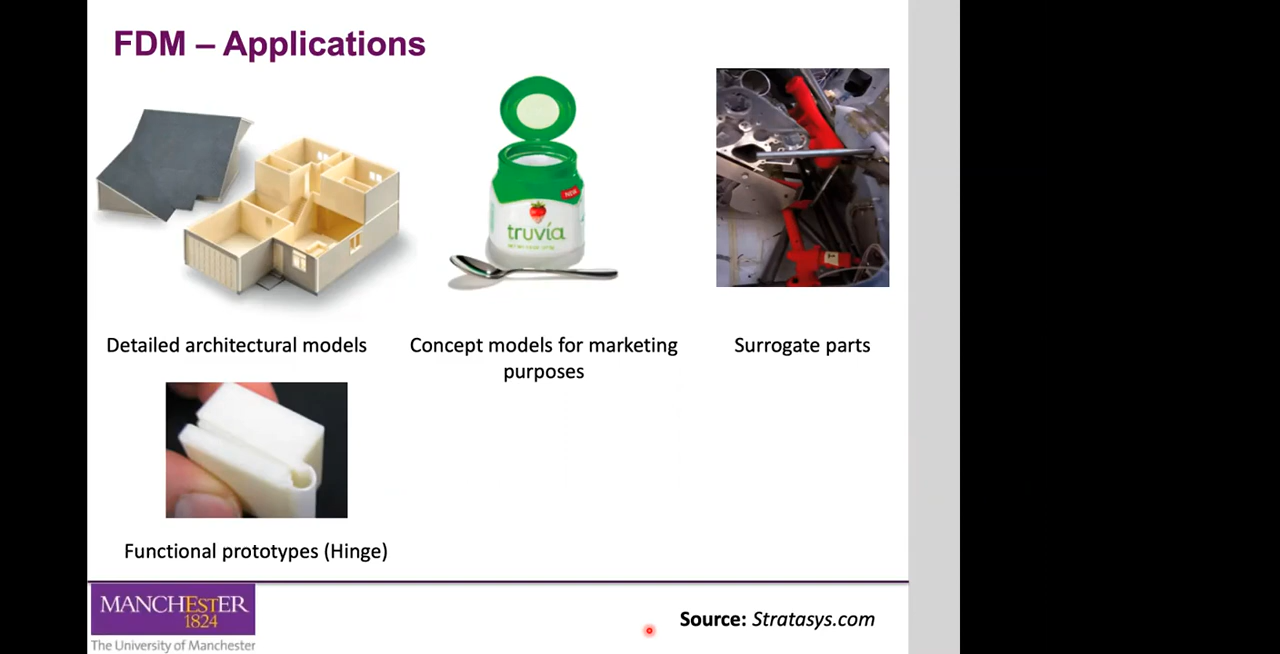 FDM – Applications
NEW
truvía
Detailed architectural models
Concept models for marketing
purposes
Surrogate parts
Functional prototypes (Hinge)
MANCHESTER
1824
The University of Manchester
Source: Stratasys.com